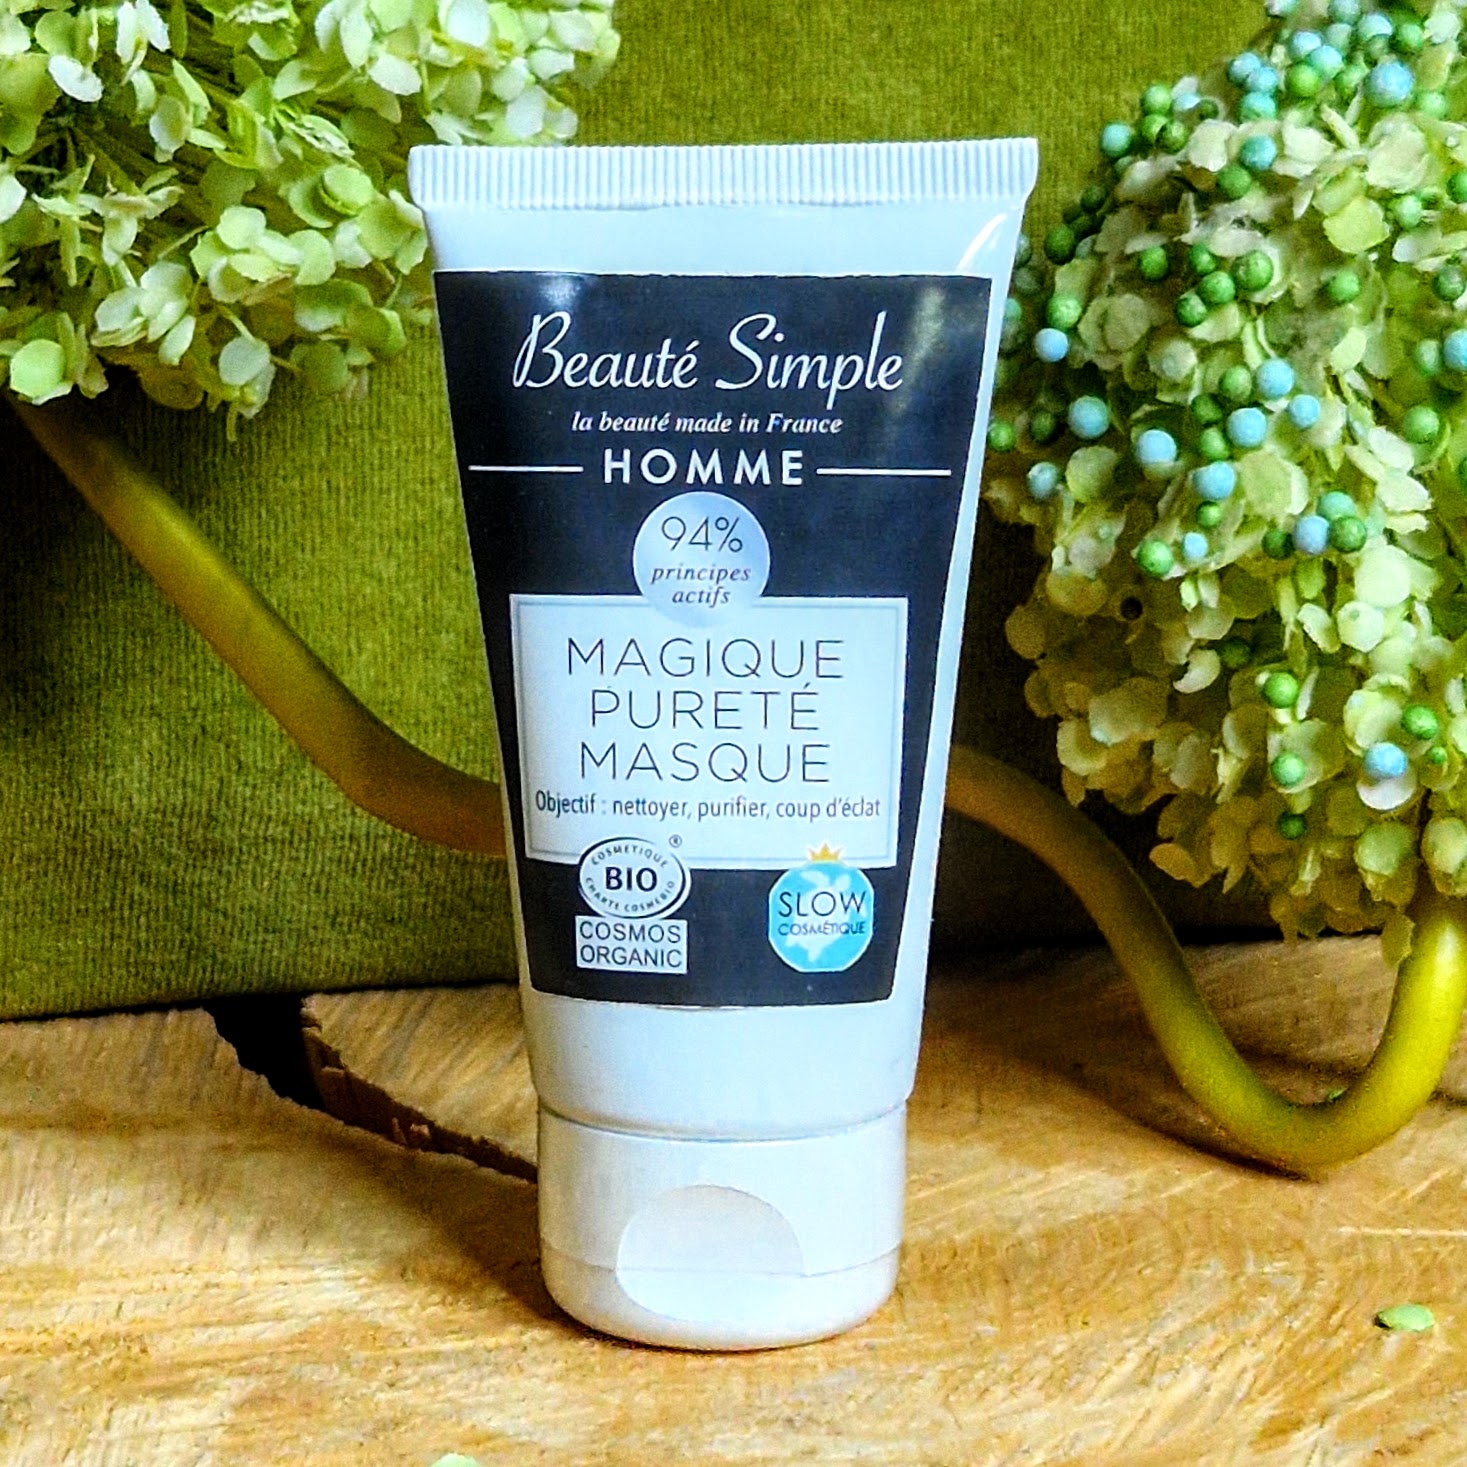 Beauté Simple
la beauté made in France
HOMME
94%
principes
actifs
MAGIQUE
PURETÉ
MASQUE
Objectif : nettoyer, purifier, coup d'éclat
COSMETIQUE ®
BIO
CHARTE COSMEBIO
COSMOS
ORGANIC
SLOW
COSMÉTIQUE